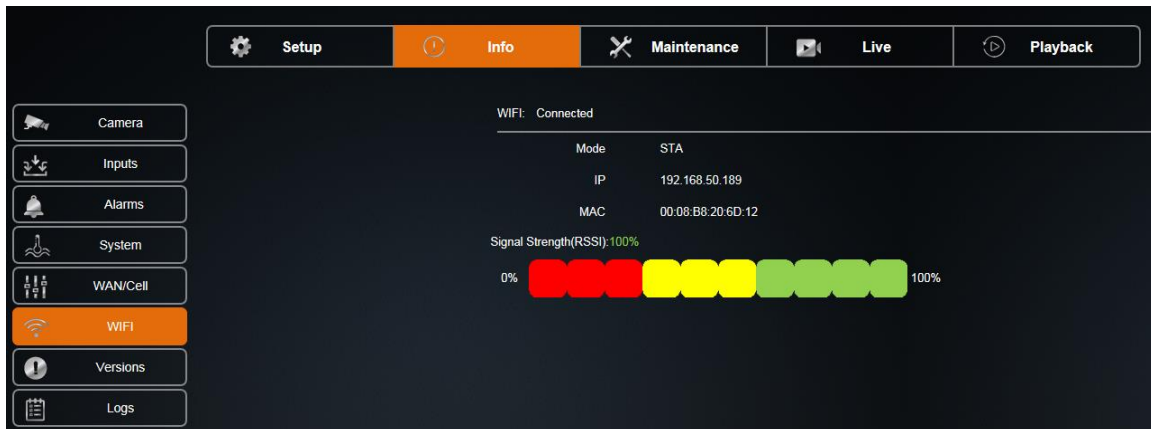 Setup Info Maintenance Live Playback
WIFI: Connected
Camera
Mode STA
Inputs
IP 192.168.50.189
Alarms
MAC 00:08:B8:20:6D:12
System
Signal Strength(RSSI):100%
WAN/Cell
0% 100%
WIFI
Versions
Logs